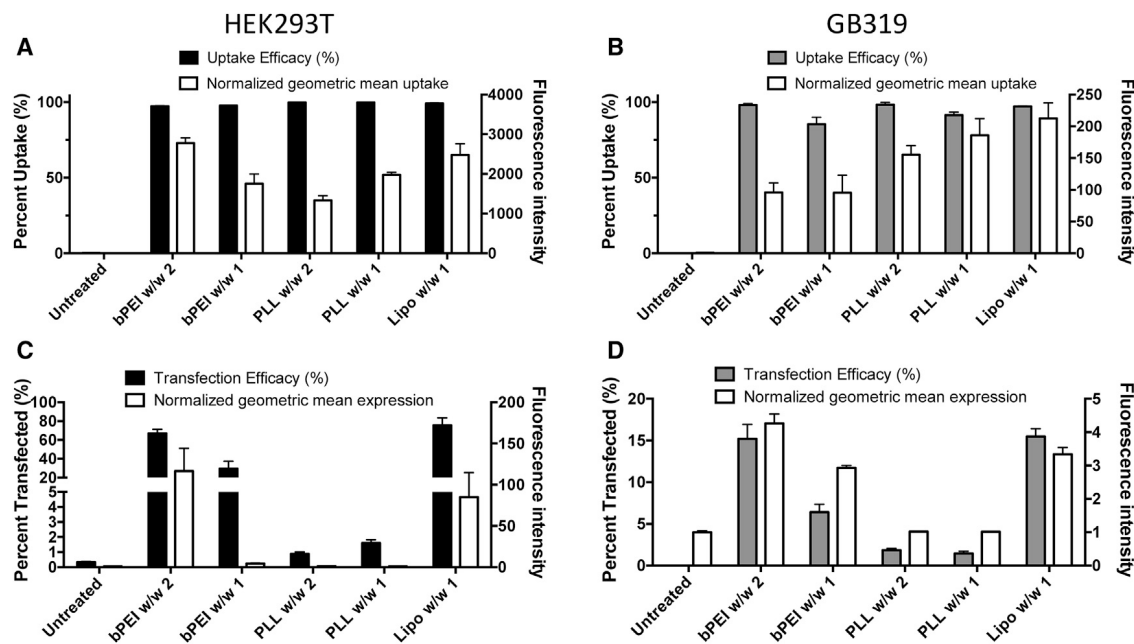 HEK293T
GB319
A
Uptake Efficacy (%)
Normalized geometric mean uptake
Percent Uptake (%)
100
50
0
4000
3000
2000
1000
0
Fluorescence intensity
Untreated
bPEI w/w 2
bPEI w/w 1
PLL w/w 2
PLL w/w 1
Lipo w/w 1
B
Uptake Efficacy (%)
Normalized geometric mean uptake
Percent Uptake (%)
100
50
0
250
200
150
100
50
0
Fluorescence intensity
Untreated
bPEI w/w 2
bPEI w/w 1
PLL w/w 2
PLL w/w 1
Lipo w/w 1
C
Transfection Efficacy (%)
Normalized geometric mean expression
Percent Transfected (%)
100
80
60
40
20
5
4
3
2
1
0
200
150
100
50
0
Fluorescence intensity
Untreated
bPEI w/w 2
bPEI w/w 1
PLL w/w 2
PLL w/w 1
Lipo w/w 1
D
Transfection Efficacy (%)
Normalized geometric mean expression
Percent Transfected (%)
20
15
10
5
0
5
4
3
2
1
0
Fluorescence intensity
Untreated
bPEI w/w 2
bPEI w/w 1
PLL w/w 2
PLL w/w 1
Lipo w/w 1